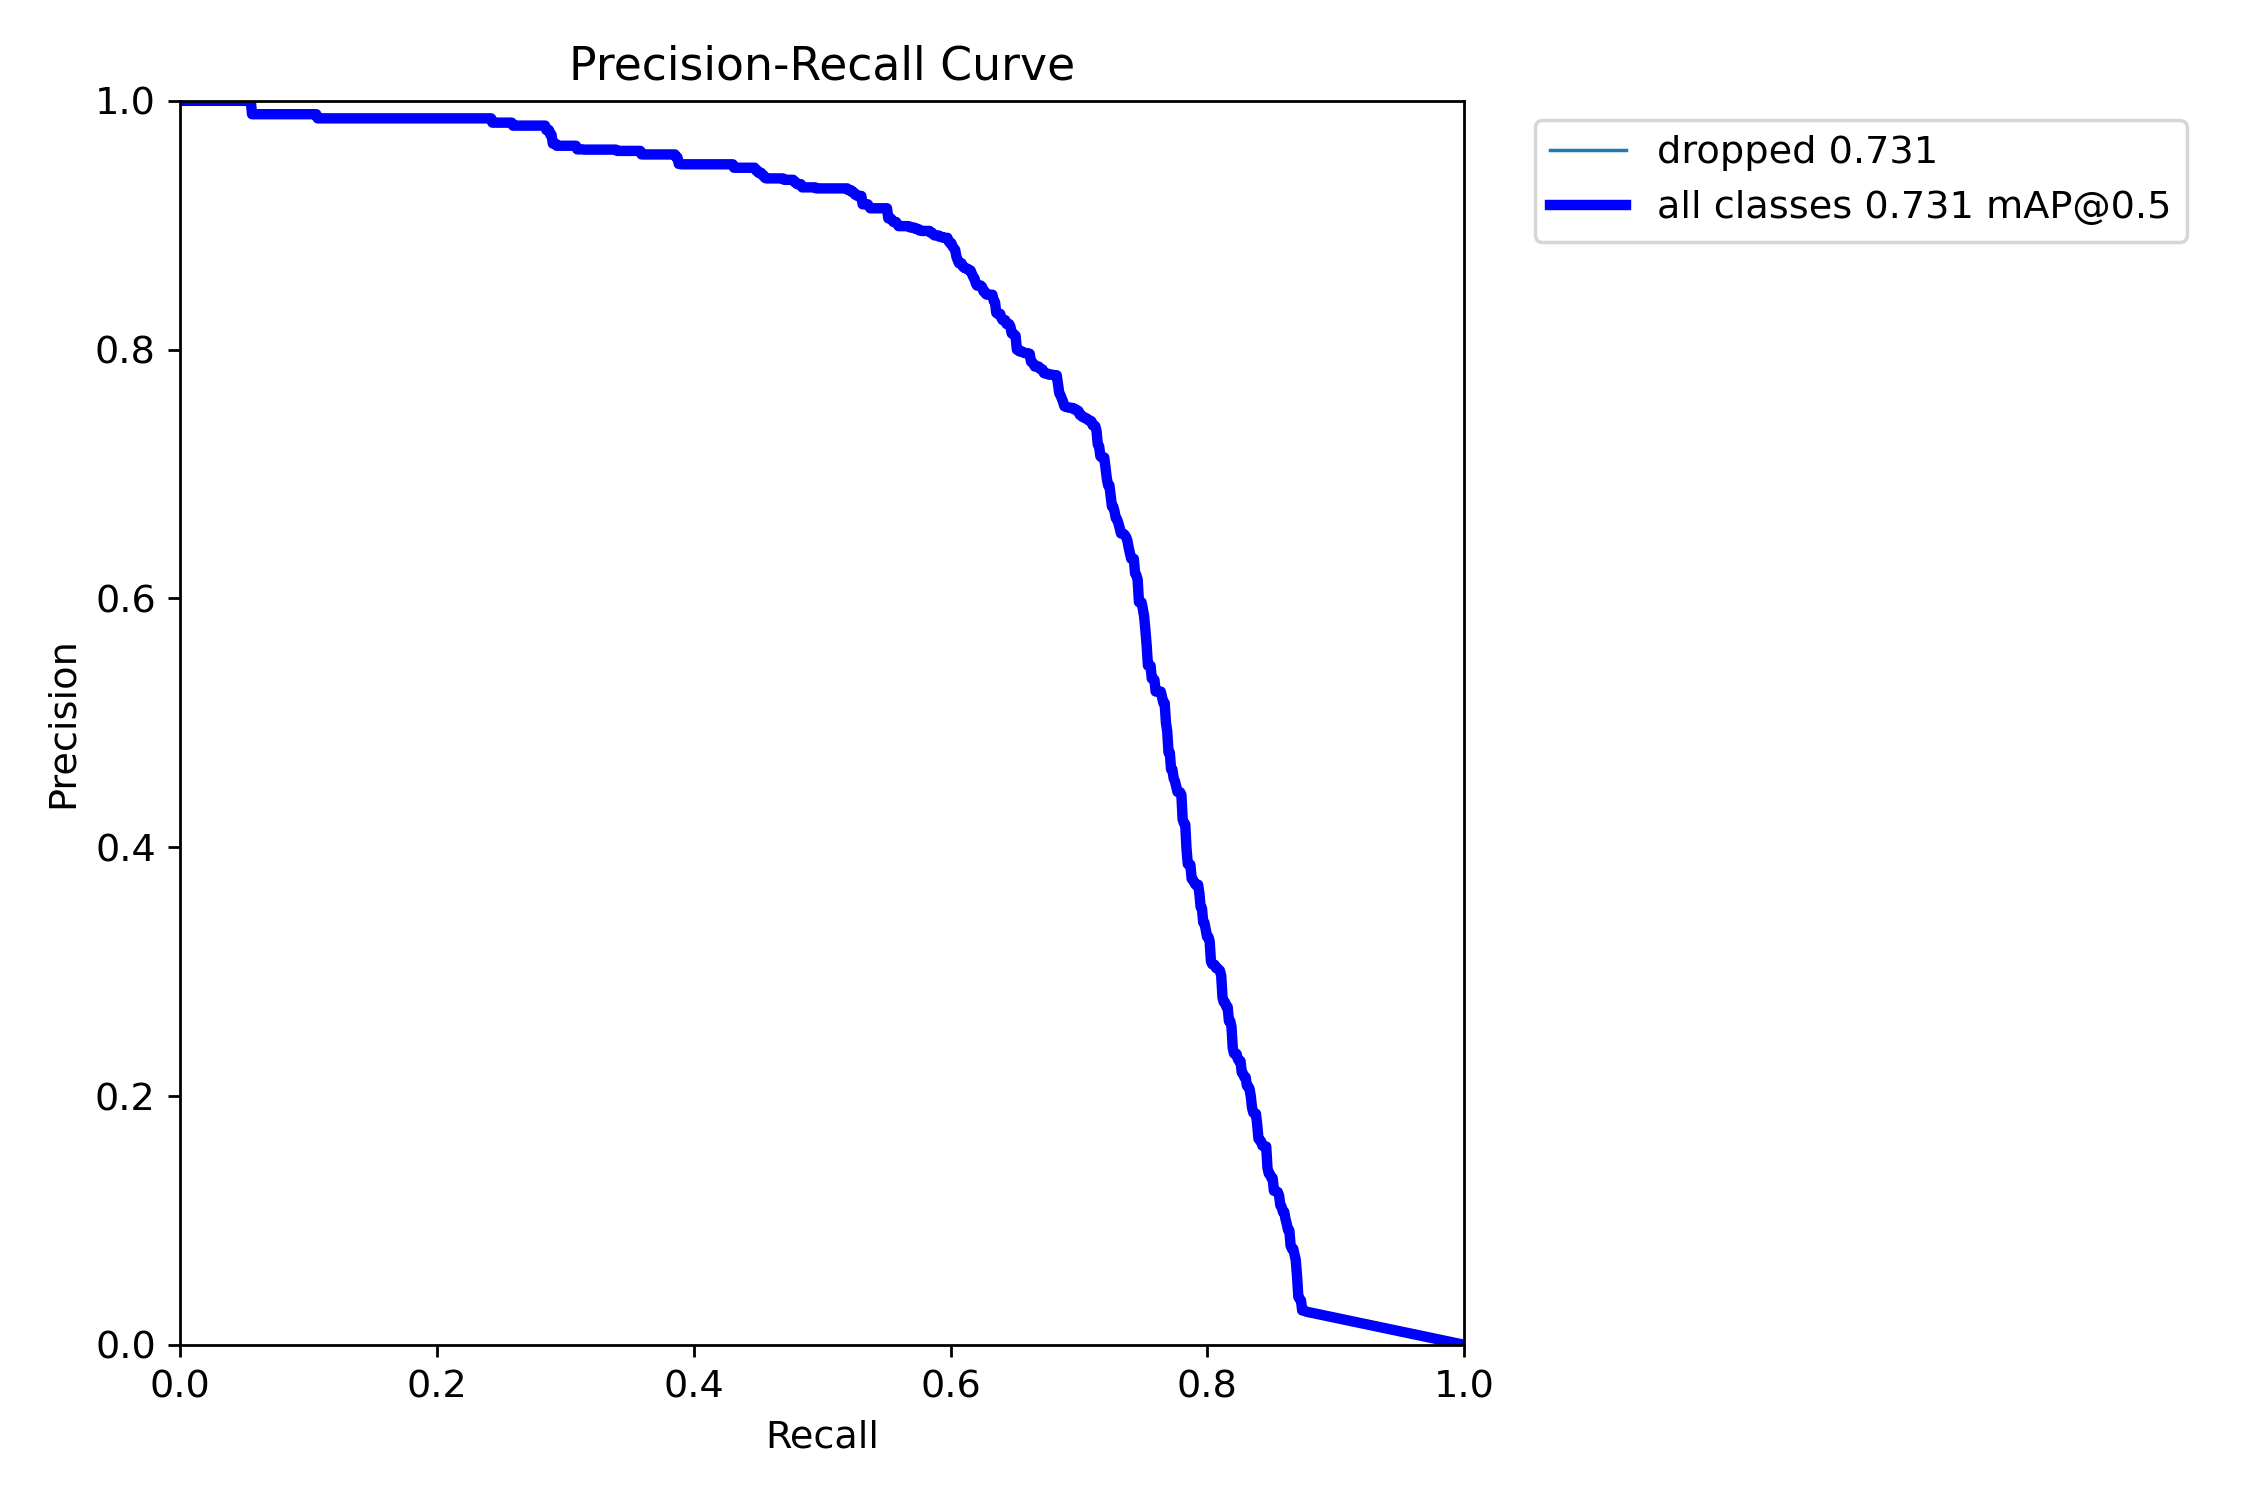 Precision-Recall Curve
1.0
0.8
0.6
0.4
0.2
0.0
Precision
0.0 0.2 0.4 0.6 0.8 1.0
Recall
dropped 0.731
all classes 0.731 mAP@0.5